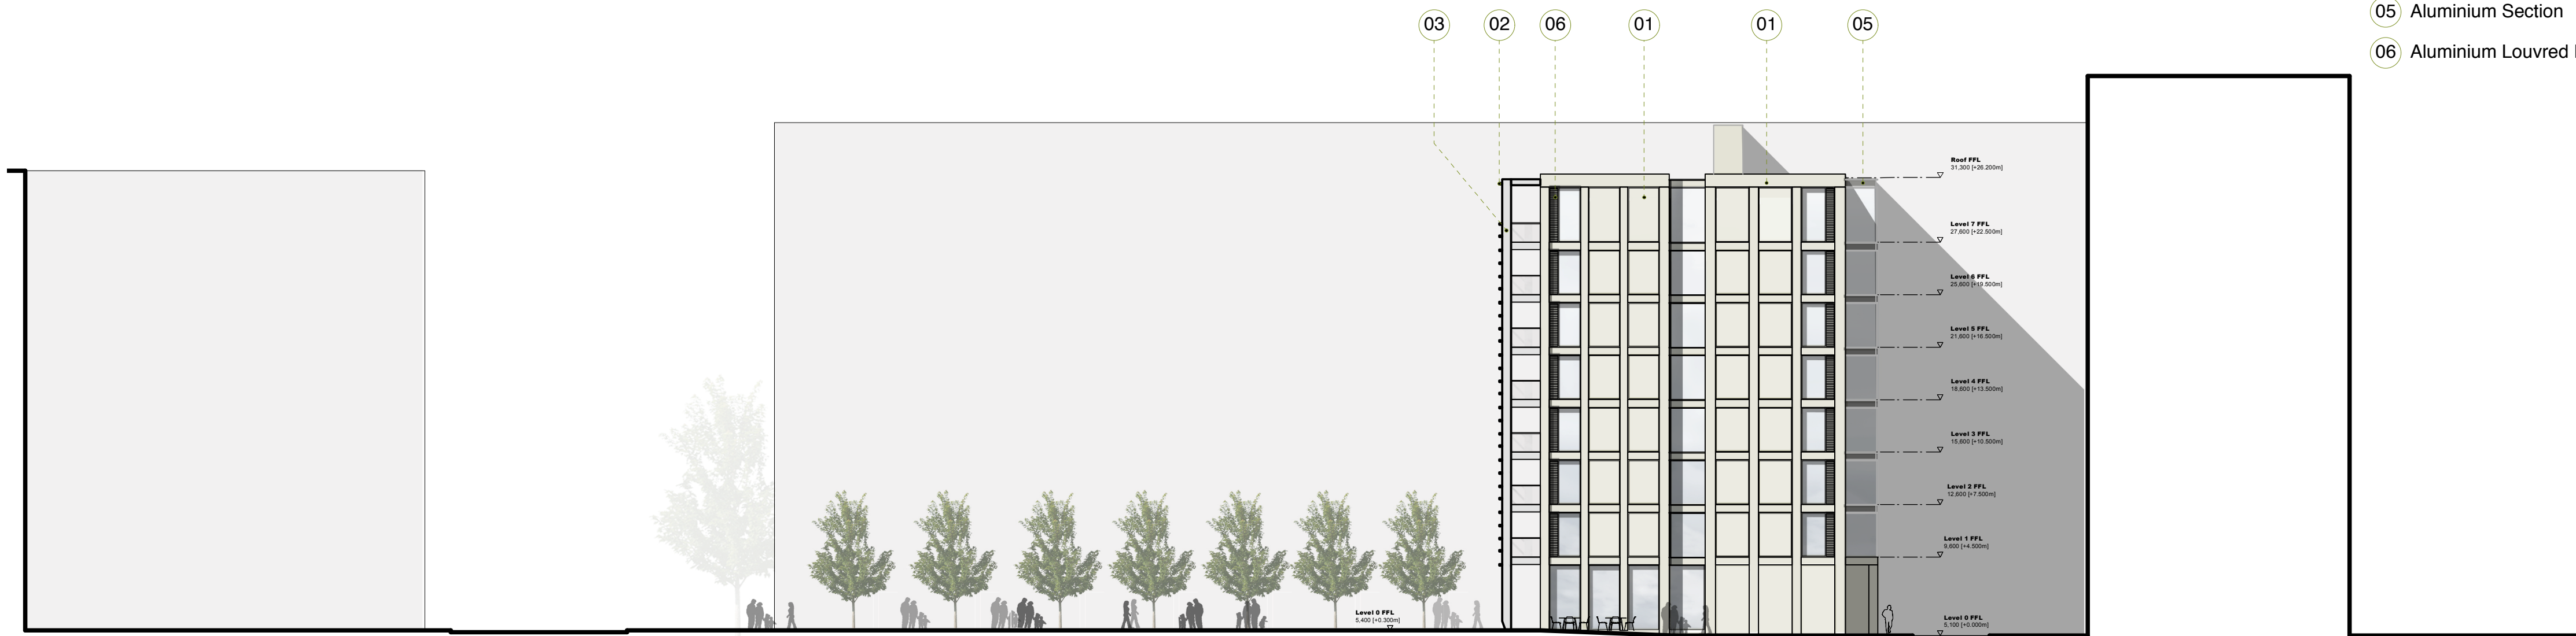 03 02 06 01 01 05
05 Aluminium Section
06 Aluminium Louvred
Roof FFL
31,300 [+26.200m]
Level 7 FFL
27,600 [+22.500m]
Level 6 FFL
25,600 [+19.500m]
Level 5 FFL
21,600 [+16.500m]
Level 4 FFL
18,600 [+13.500m]
Level 3 FFL
15,600 [+10.500m]
Level 2 FFL
12,600 [+7.500m]
Level 1 FFL
9,600 [+4.500m]
Level 0 FFL
5,400 [+0.300m]
Level 0 FFL
5,100 [+0.000m]